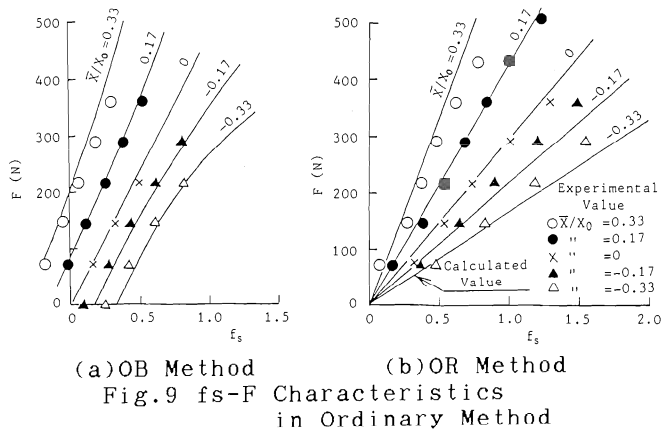 500
400
300
200
100
0
F (N)
X̄/X₀=0.33
0.17
0
-0.17
-0.33
0
0.5
1.0
1.5
fₛ
(a)OB Method
500
400
300
200
100
0
F (N)
X̄/X₀=0.33
0.17
0
-0.17
-0.33
Experimental
Value
○ X̄/X₀ =0.33
● " =0.17
× " =0
▲ " =-0.17
△ " =-0.33
Calculated
Value
0
0.5
1.0
1.5
2.0
fₛ
(b)OR Method
Fig.9 fs-F Characteristics
in Ordinary Method